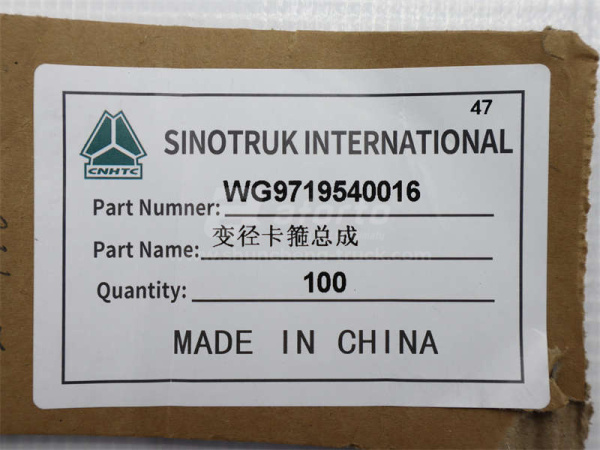 47
SINOTRUK INTERNATIONAL
CNHTC
Part Numner: WG9719540016
Part Name: 变径卡箍总成
Quantity: 100
MADE IN CHINA